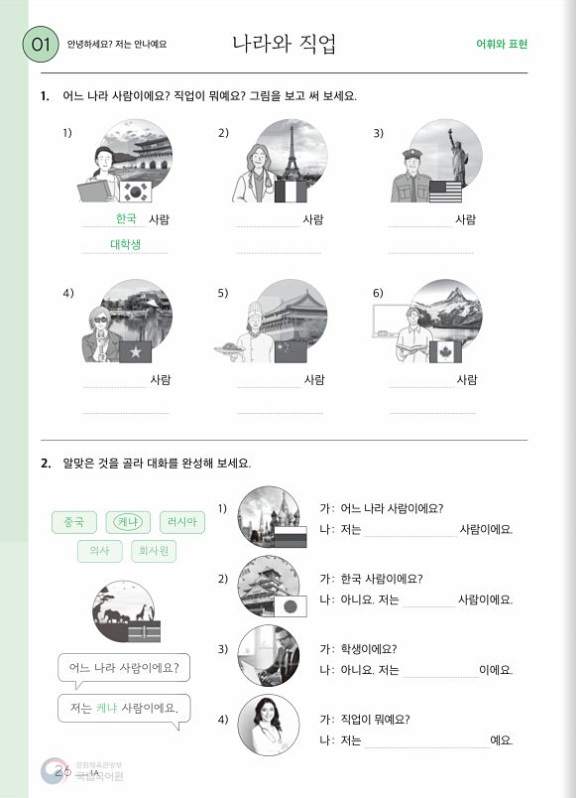 01 안녕하세요? 저는 안나예요 나라와 직업 어휘와 표현
1. 어느 나라 사람이에요? 직업이 뭐예요? 그림을 보고 써 보세요.
1) 2) 3)
한국 사람 사람 사람
대학생
4) 5) 6)
사람 사람 사람
2. 알맞은 것을 골라 대화를 완성해 보세요.
중국 케냐 러시아
의사 회사원
어느 나라 사람이에요?
저는 케냐 사람이에요.
1) 가: 어느 나라 사람이에요?
나: 저는 사람이에요.
2) 가: 한국 사람이에요?
나: 아니요. 저는 사람이에요.
3) 가: 학생이에요?
나: 아니요. 저는 이에요.
4) 가: 직업이 뭐예요?
나: 저는 예요.
문화체육관광부
26 1A 국립국어원